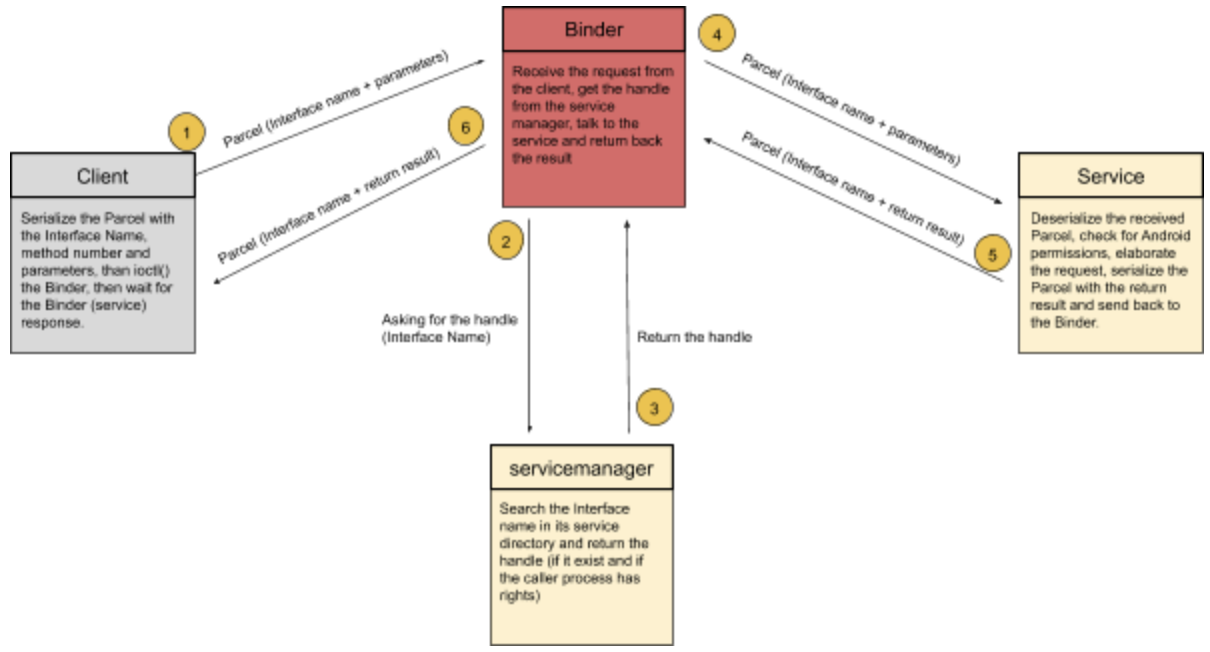 Binder
Receive the request from
the client, get the handle
from the service
manager, talk to the
service and return back
the result
4
Parcel (Interface name + parameters)
1
Parcel (Interface name + parameters)
6
Parcel (Interface name + return result)
Parcel (Interface name + return result)
5
Client
Serialize the Parcel with
the Interface Name,
method number and
parameters, than ioctl()
the Binder, then wait for
the Binder (service)
response.
Service
Deserialize the received
Parcel, check for Android
permissions, elaborate
the request, serialize the
Parcel with the return
result and send back to
the Binder.
2
Asking for the handle
(Interface Name)
Return the handle
3
servicemanager
Search the Interface
name in its service
directory and return the
handle (if it exist and if
the caller process has
rights)